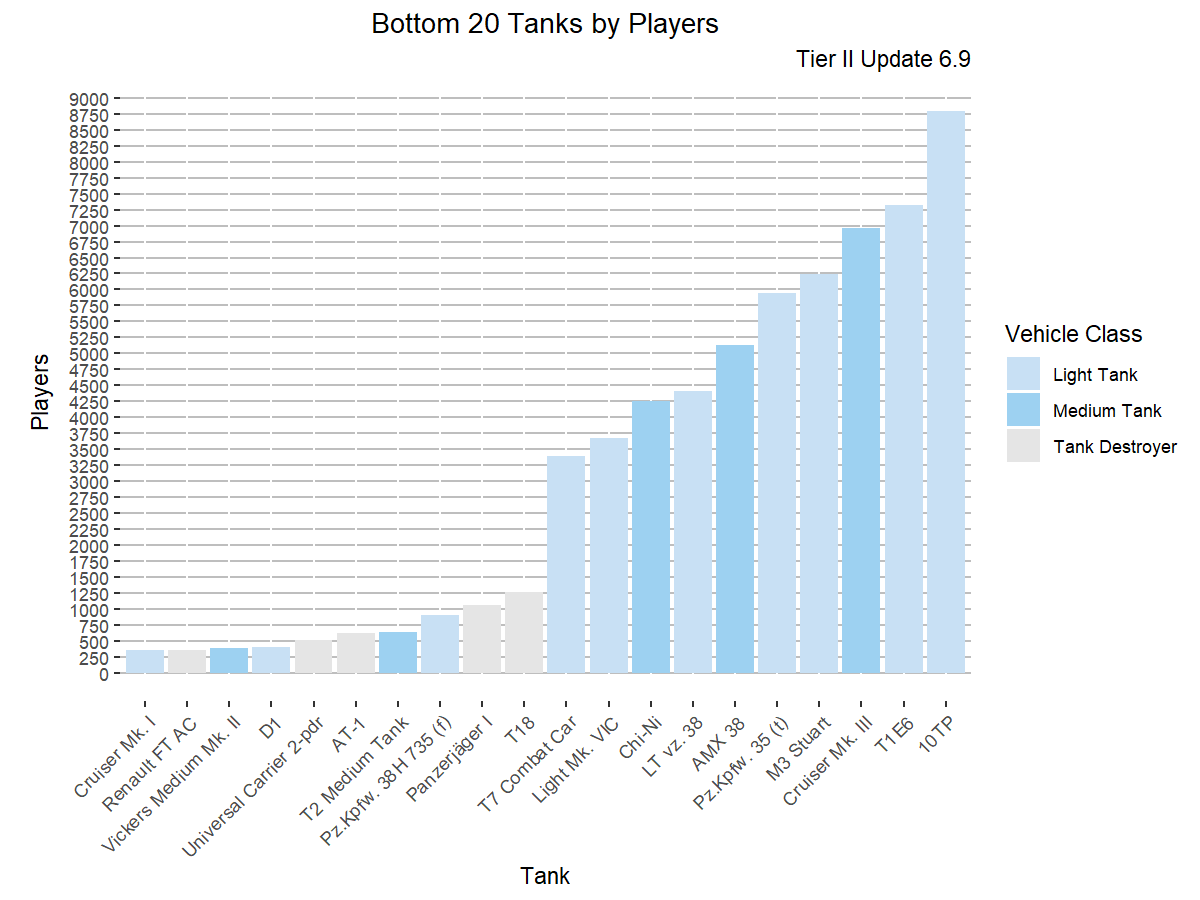 Bottom 20 Tanks by Players
Tier II Update 6.9
9000
8750
8500
8250
8000
7750
7500
7250
7000
6750
6500
6250
6000
5750
5500
5250
5000
4750
4500
4250
4000
3750
3500
3250
3000
2750
2500
2250
2000
1750
1500
1250
1000
750
500
250
0
Players
Cruiser Mk. I
Renault FT AC
Vickers Medium Mk. II
D1
Universal Carrier 2-pdr
AT-1
T2 Medium Tank
Pz.Kpfw. 38 H 735 (f)
Panzerjäger I
T18
T7 Combat Car
Light Mk. VIC
Chi-Ni
LT vz. 38
AMX 38
Pz.Kpfw. 35 (t)
M3 Stuart
Cruiser Mk. III
T1E6
10TP
Tank
Vehicle Class
Light Tank
Medium Tank
Tank Destroyer